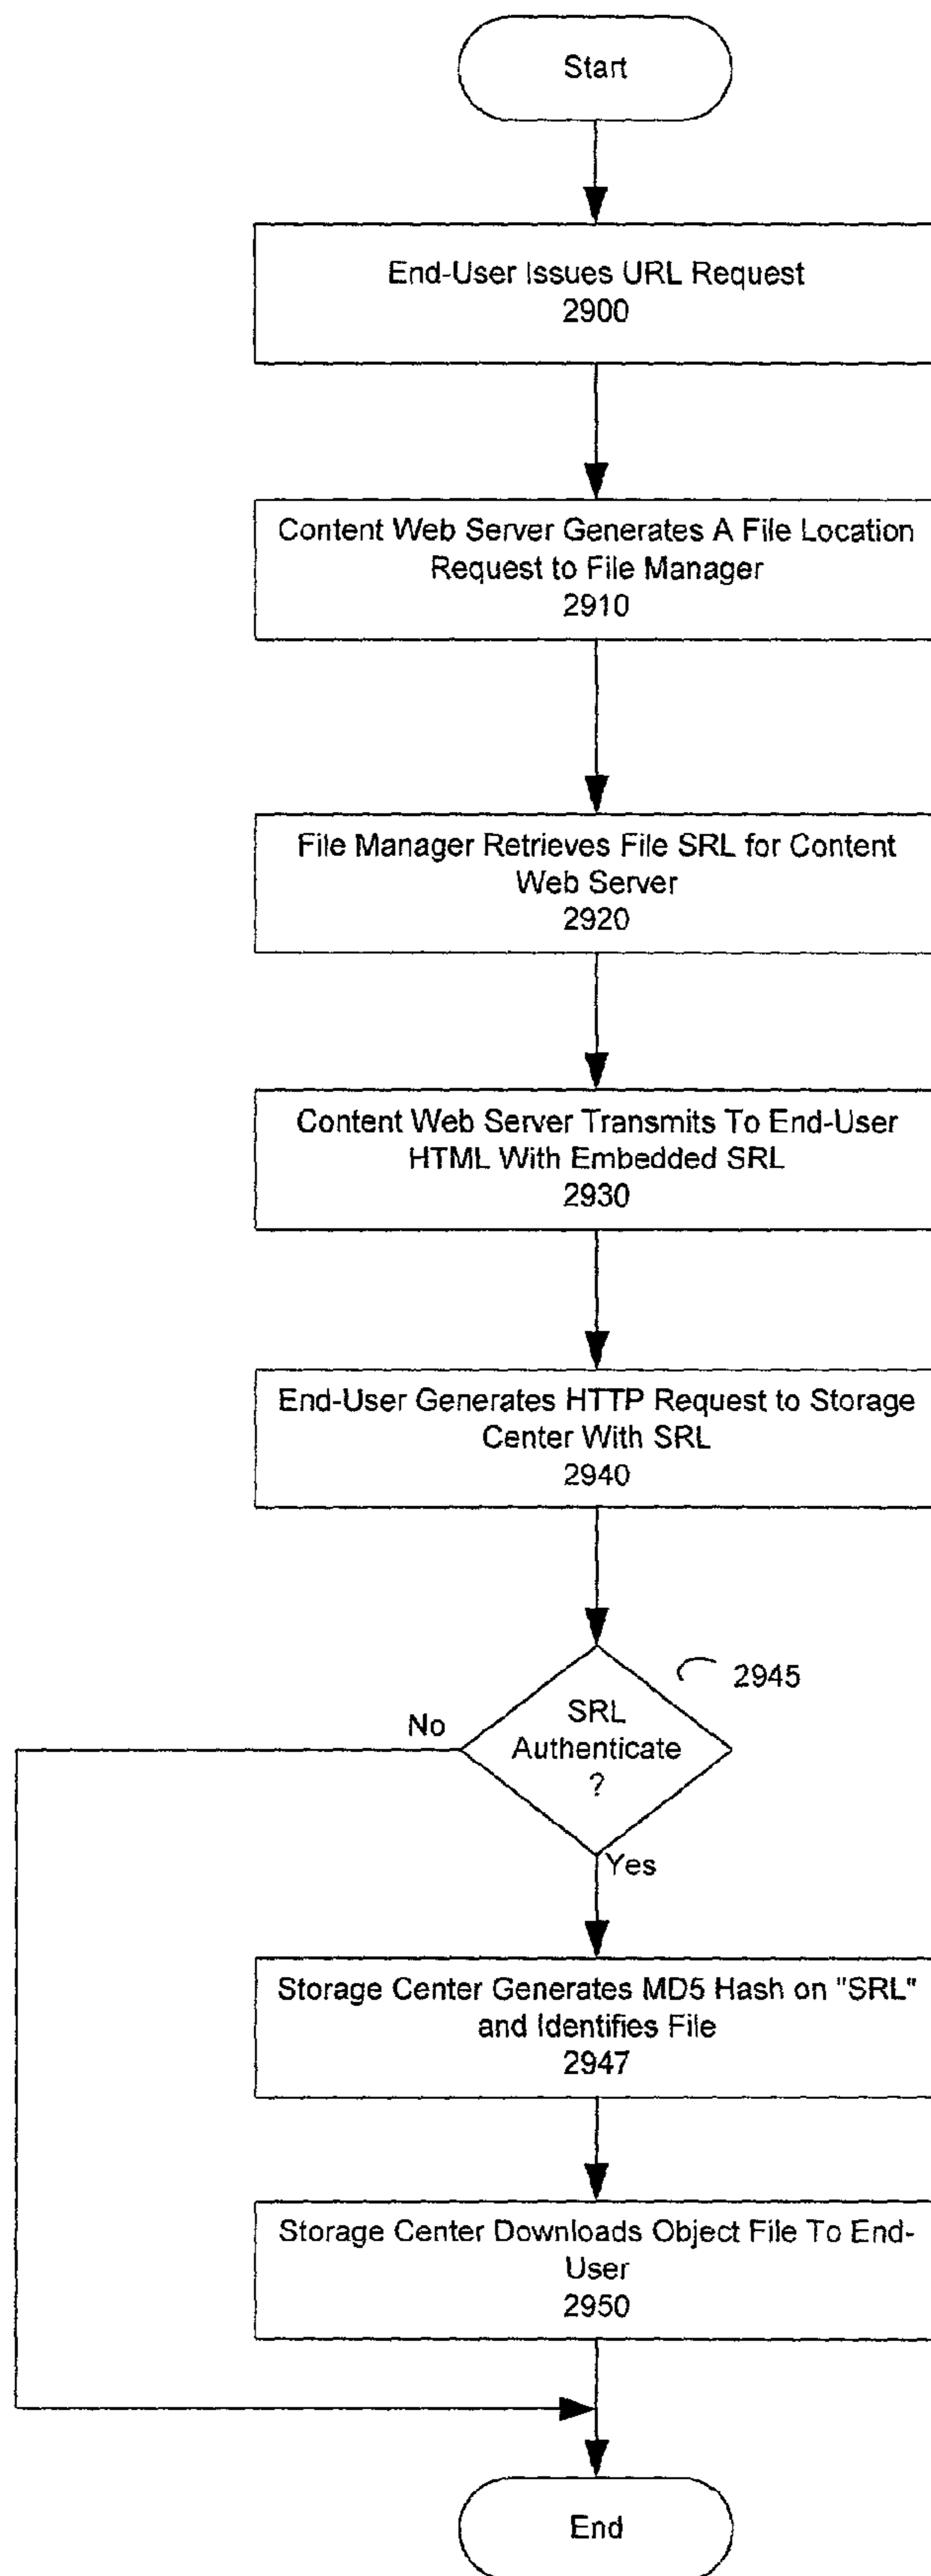 Start
End-User Issues URL Request
2900
Content Web Server Generates A File Location
Request to File Manager
2910
File Manager Retrieves File SRL for Content
Web Server
2920
Content Web Server Transmits To End-User
HTML With Embedded SRL
2930
End-User Generates HTTP Request to Storage
Center With SRL
2940
2945
SRL
Authenticate
?
No
Yes
Storage Center Generates MD5 Hash on "SRL"
and Identifies File
2947
Storage Center Downloads Object File To End-
User
2950
End